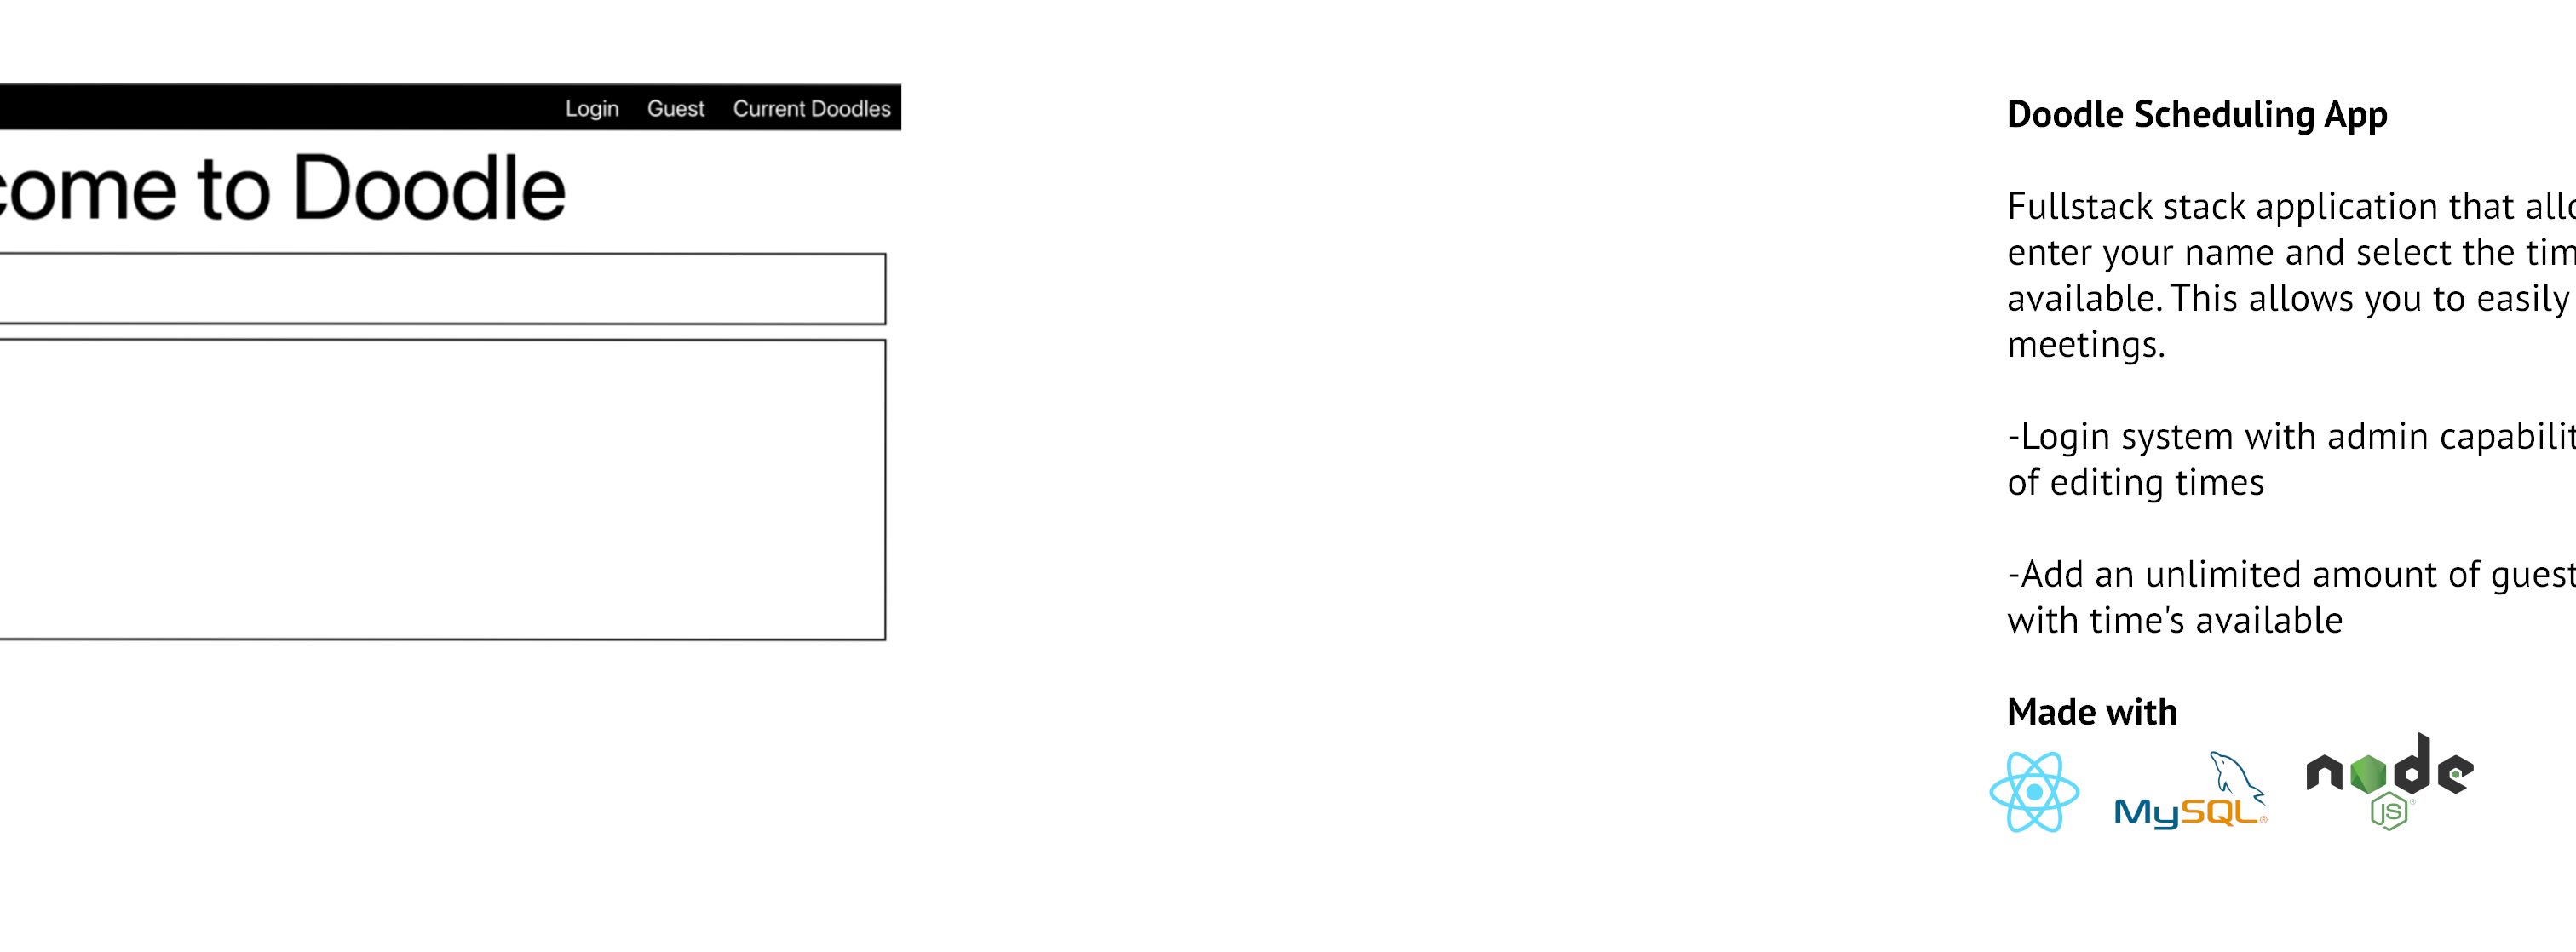 Login Guest Current Doodles
come to Doodle
Doodle Scheduling App
Fullstack stack application that allo
enter your name and select the tim
available. This allows you to easily
meetings.
-Login system with admin capabilit
of editing times
-Add an unlimited amount of guest
with time's available
Made with
MySQL®
node
JS®